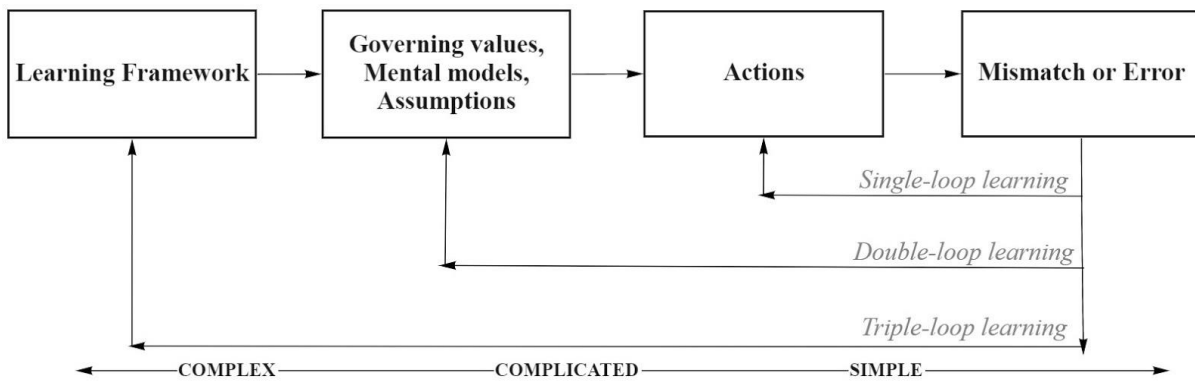 Learning Framework
Governing values,
Mental models,
Assumptions
Actions
Mismatch or Error
Single-loop learning
Double-loop learning
Triple-loop learning
COMPLEX COMPLICATED SIMPLE